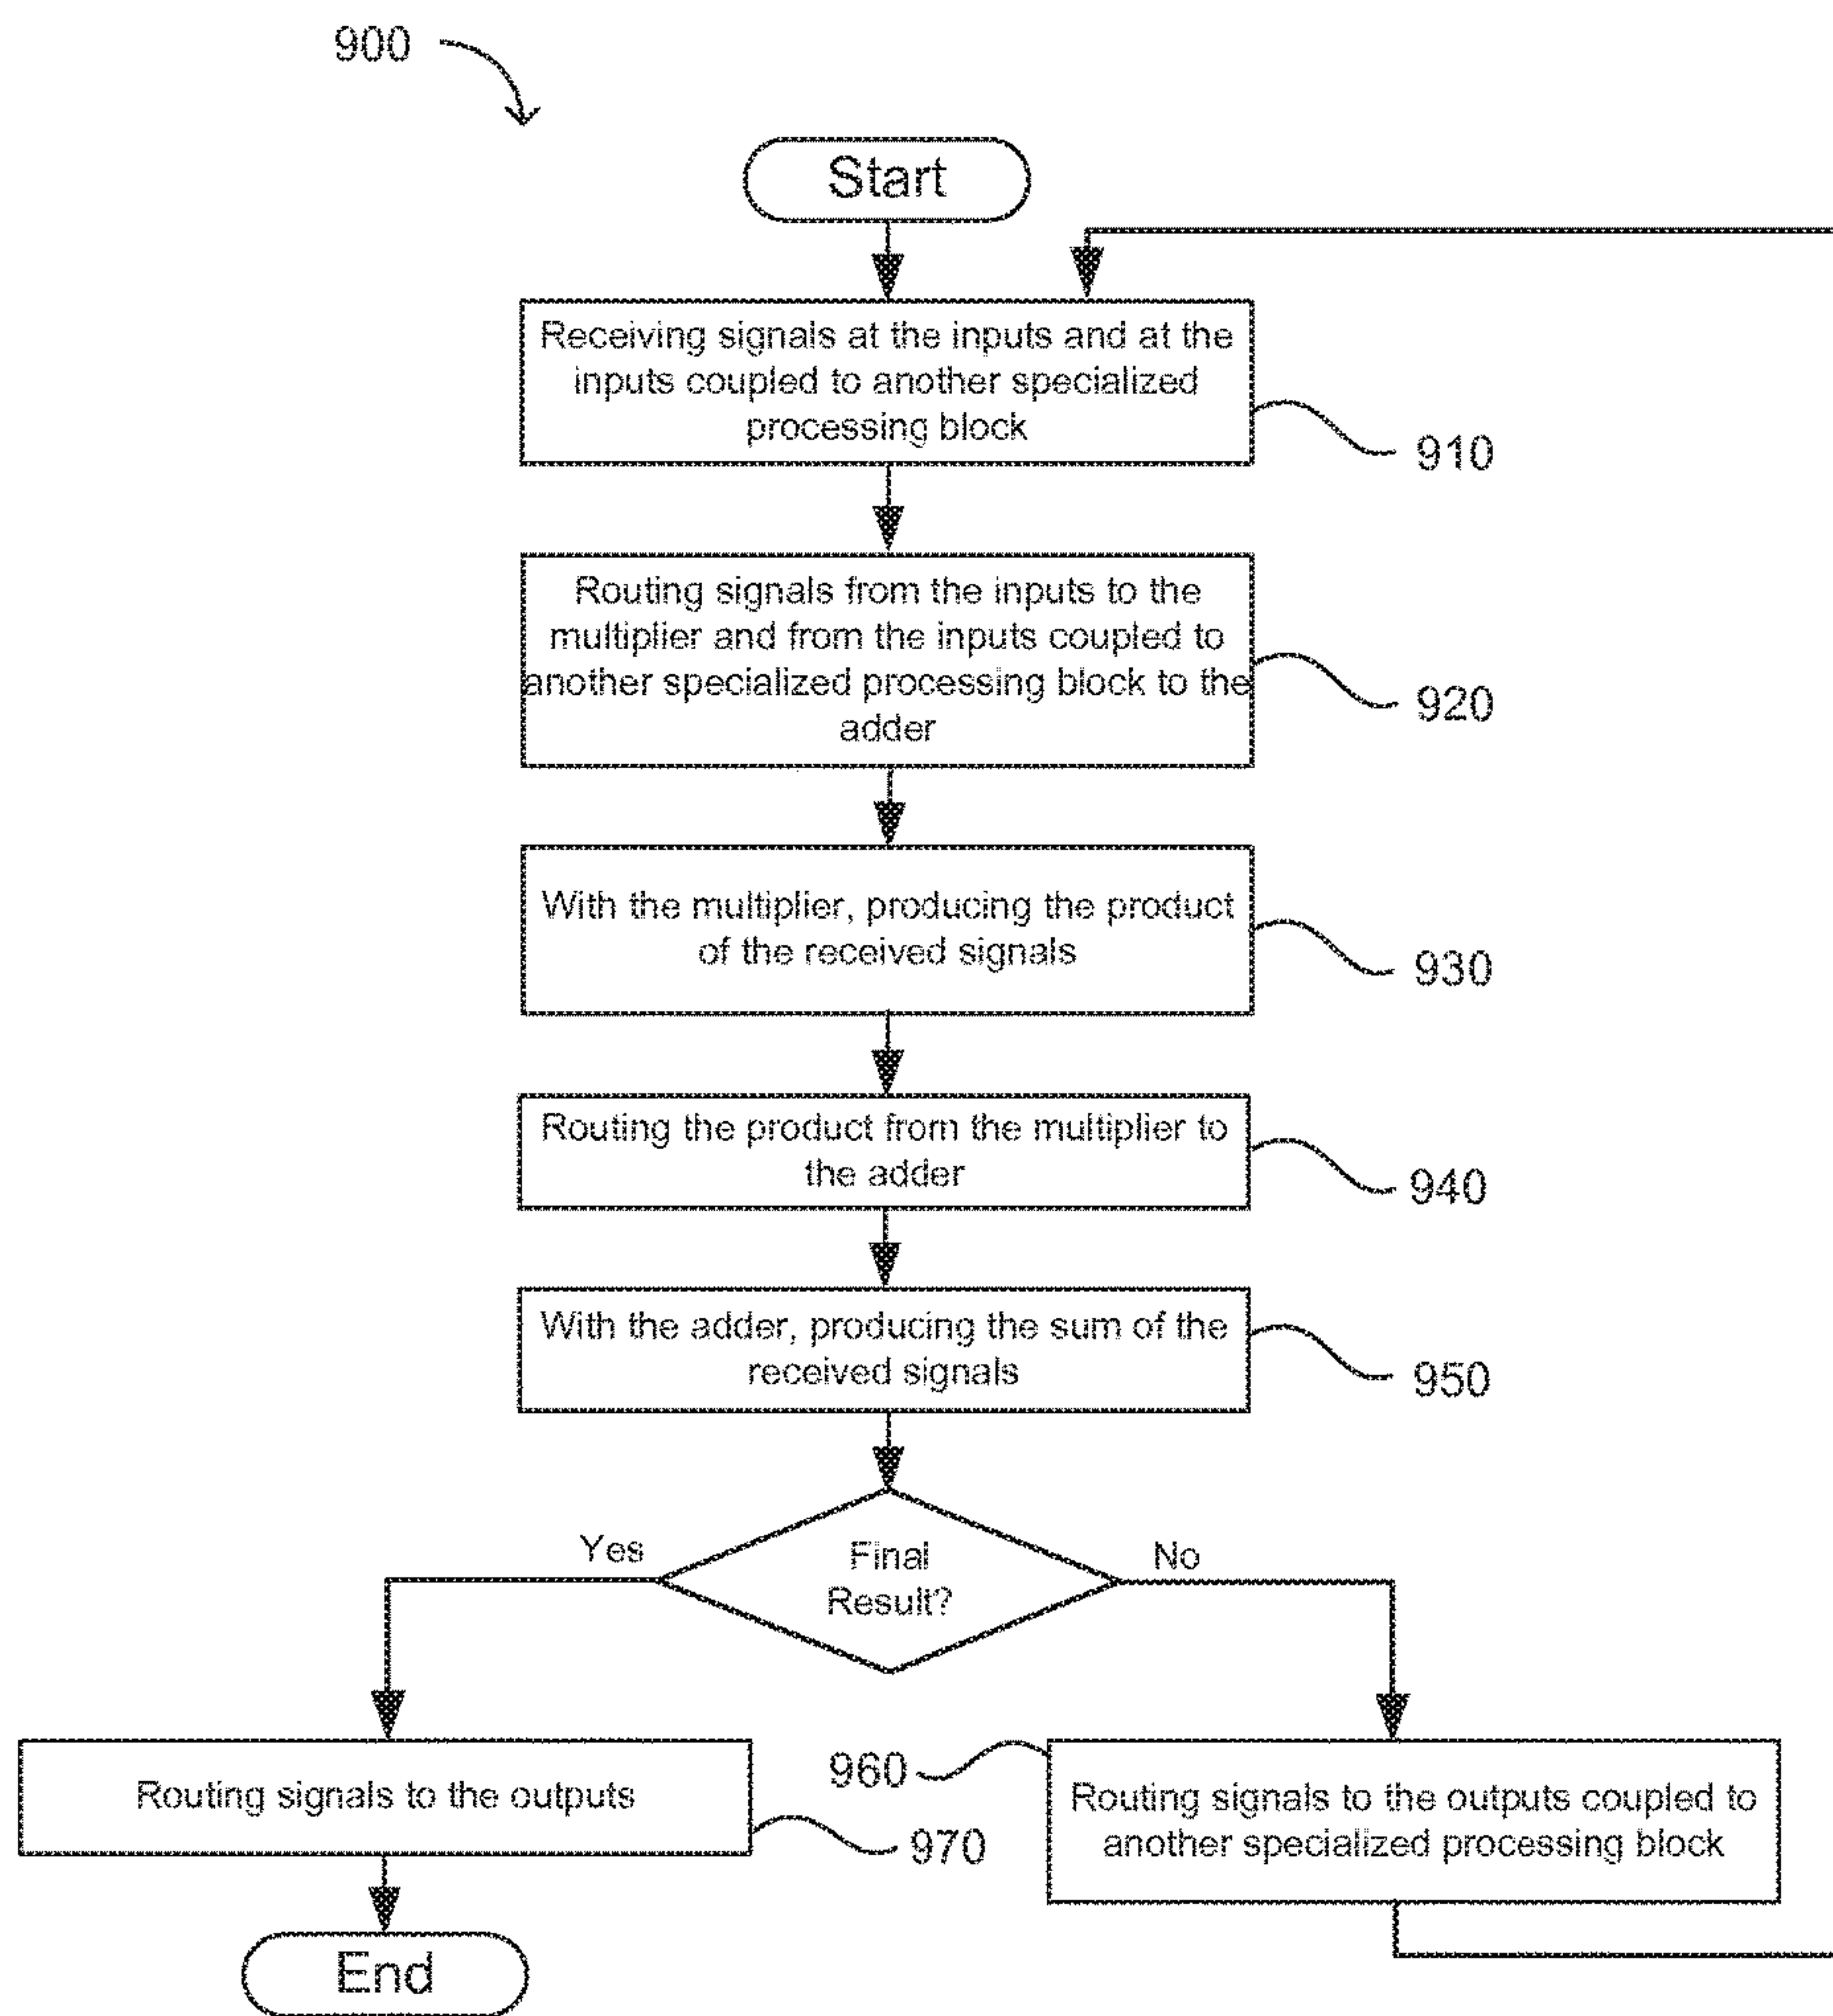 900
Start
Receiving signals at the inputs and at the
inputs coupled to another specialized
processing block
910
Routing signals from the inputs to the
multiplier and from the inputs coupled to
another specialized processing block to the
adder
920
With the multiplier, producing the product
of the received signals
930
Routing the product from the multiplier to
the adder
940
With the adder, producing the sum of the
received signals
950
Yes
Final
Result?
No
Routing signals to the outputs
970
960
Routing signals to the outputs coupled to
another specialized processing block
End